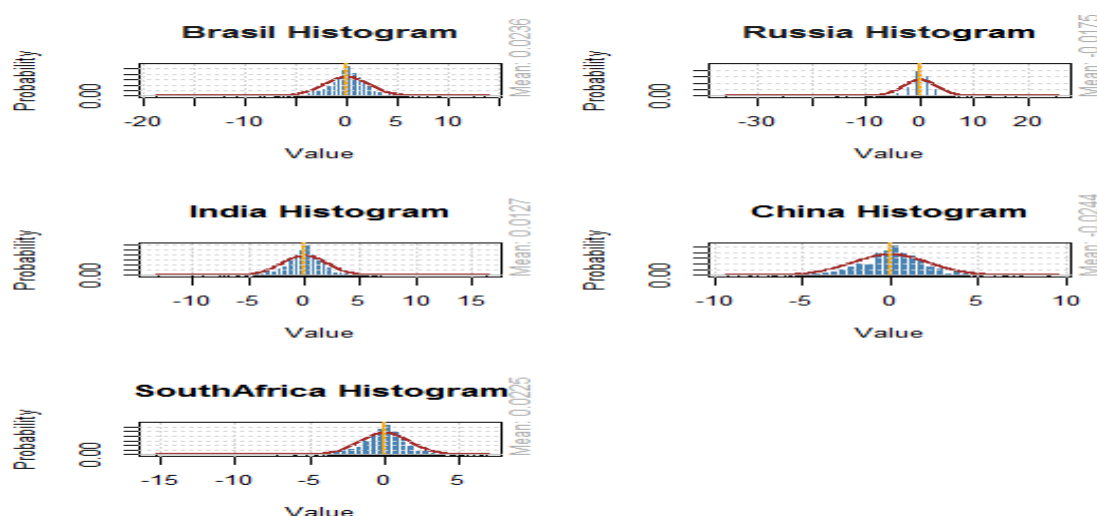 Brasil Histogram
Probability
0.00
Mean: 0.0236
-20 -10 0 5 10
Value
Russia Histogram
Probability
0.00
Mean: -0.0175
-30 -10 0 10 20
Value
India Histogram
Probability
0.00
Mean: 0.0127
-10 -5 0 5 10 15
Value
China Histogram
Probability
0.00
Mean: -0.0244
-10 -5 0 5 10
Value
SouthAfrica Histogram
Probability
0.00
Mean: 0.0225
-15 -10 -5 0 5
Value